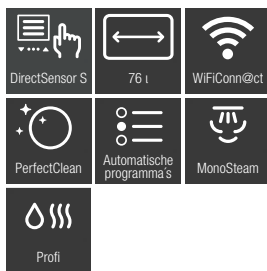 DirectSensor S
76 ɩ
WiFiConn@ct
PerfectClean
Automatische
programma´s
MonoSteam
Profi